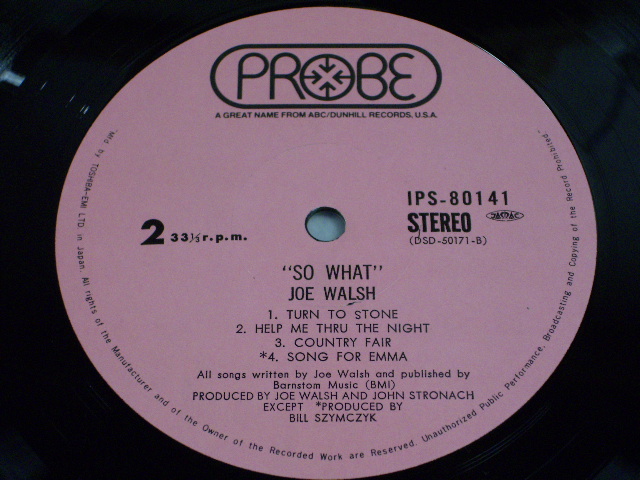 PROBE
A GREAT NAME FROM ABC/DUNHILL RECORDS, U.S.A.
IPS-80141
2 33⅓ r.p.m.
STEREO
(DSD-50171-B)
"SO WHAT"
JOE WALSH
1. TURN TO STONE
2. HELP ME THRU THE NIGHT
3. COUNTRY FAIR
*4. SONG FOR EMMA
All songs written by Joe Walsh and published by
Barnstom Music (BMI)
PRODUCED BY JOE WALSH AND JOHN STRONACH
EXCEPT *PRODUCED BY
BILL SZYMCZYK
Mfd by TOSHIBA-EMI LTD in Japan. All rights of the Manufacturer and of the Owner of the Recorded Work are Reserved. Unauthorized Public Performance, Broadcasting and Copying of the Record Prohibited